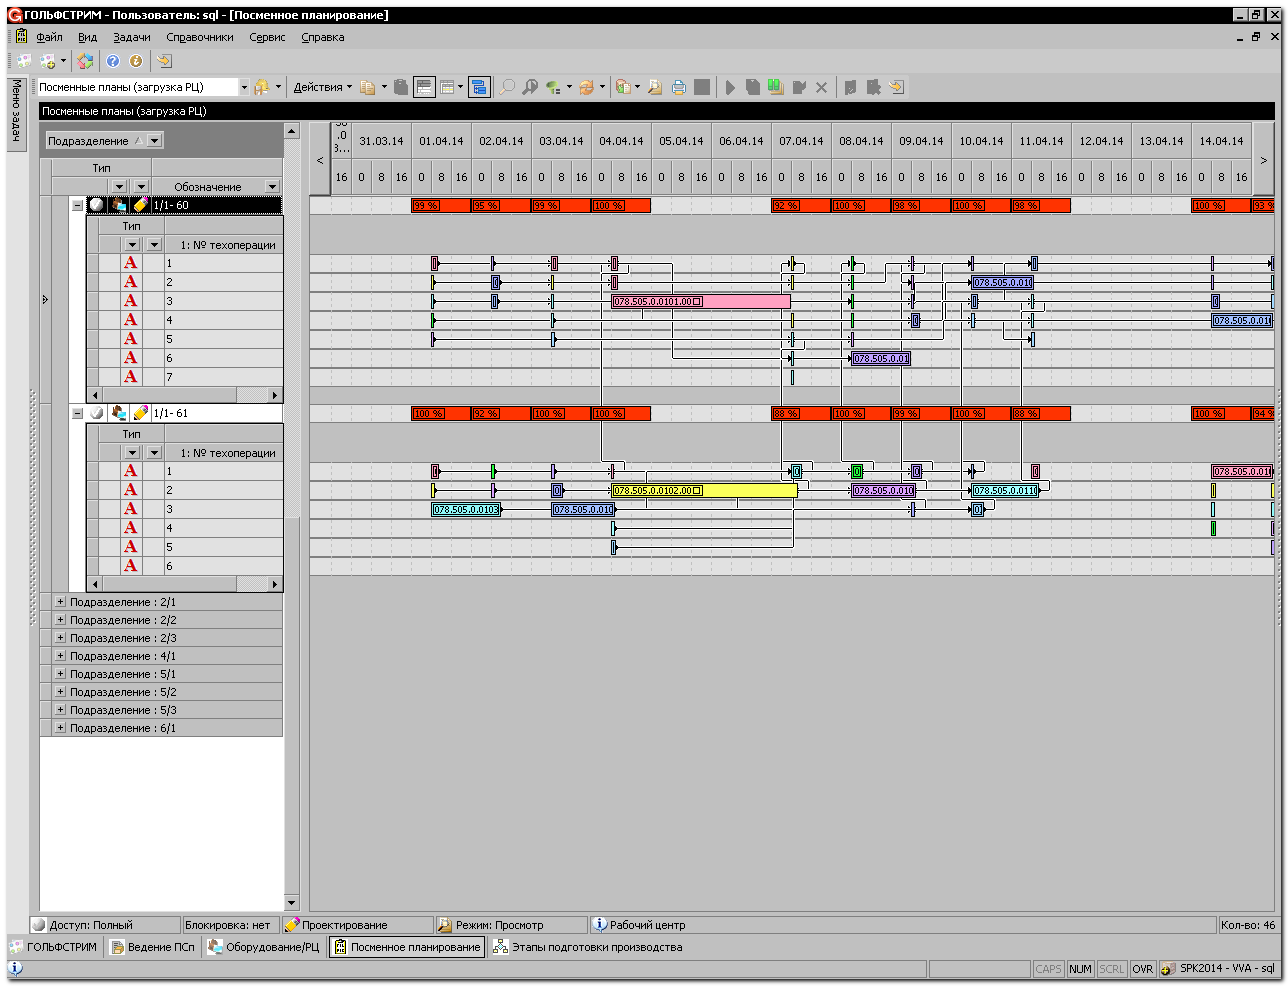 ГОЛЬФСТРИМ - Пользователь: sql - [Посменное планирование]
Файл Вид Задачи Справочники Сервис Справка
Меню задач
Посменные планы (загрузка РЦ) Действия
Посменные планы (загрузка РЦ)
Подразделение
Тип
Обозначение
< .0 31.03.14 01.04.14 02.04.14 03.04.14 04.04.14 05.04.14 06.04.14 07.04.14 08.04.14 09.04.14 10.04.14 11.04.14 12.04.14 13.04.14 14.04.14 >
16 0 8 16 0 8 16 0 8 16 0 8 16 0 8 16 0 8 16 0 8 16 0 8 16 0 8 16 0 8 16 0 8 16 0 8 16 0 8 16 0 8 16 0 8 16
1/1- 60 99 % 95 % 99 % 100 % 92 % 100 % 98 % 100 % 98 % 100 % 93 %
Тип
1: № техоперации
А 1
А 2 078.505.0.010
А 3 078.505.0.0101.00
А 4 078.505.0.010
А 5
А 6 078.505.0.01
А 7
1/1- 61 100 % 92 % 100 % 100 % 88 % 100 % 99 % 100 % 88 % 100 % 94 %
Тип
1: № техоперации
А 1 078.505.0.010
А 2 078.505.0.0102.00 078.505.0.010 078.505.0.0110
А 3 078.505.0.0103 078.505.0.010
А 4
А 5
А 6
Подразделение : 2/1
Подразделение : 2/2
Подразделение : 2/3
Подразделение : 4/1
Подразделение : 5/1
Подразделение : 5/2
Подразделение : 5/3
Подразделение : 6/1
Доступ: Полный Блокировка: нет Проектирование Режим: Просмотр Рабочий центр Кол-во: 46
ГОЛЬФСТРИМ Ведение ПСп Оборудование/РЦ Посменное планирование Этапы подготовки производства
CAPS NUM SCRL OVR SPK2014 - VVA - sql